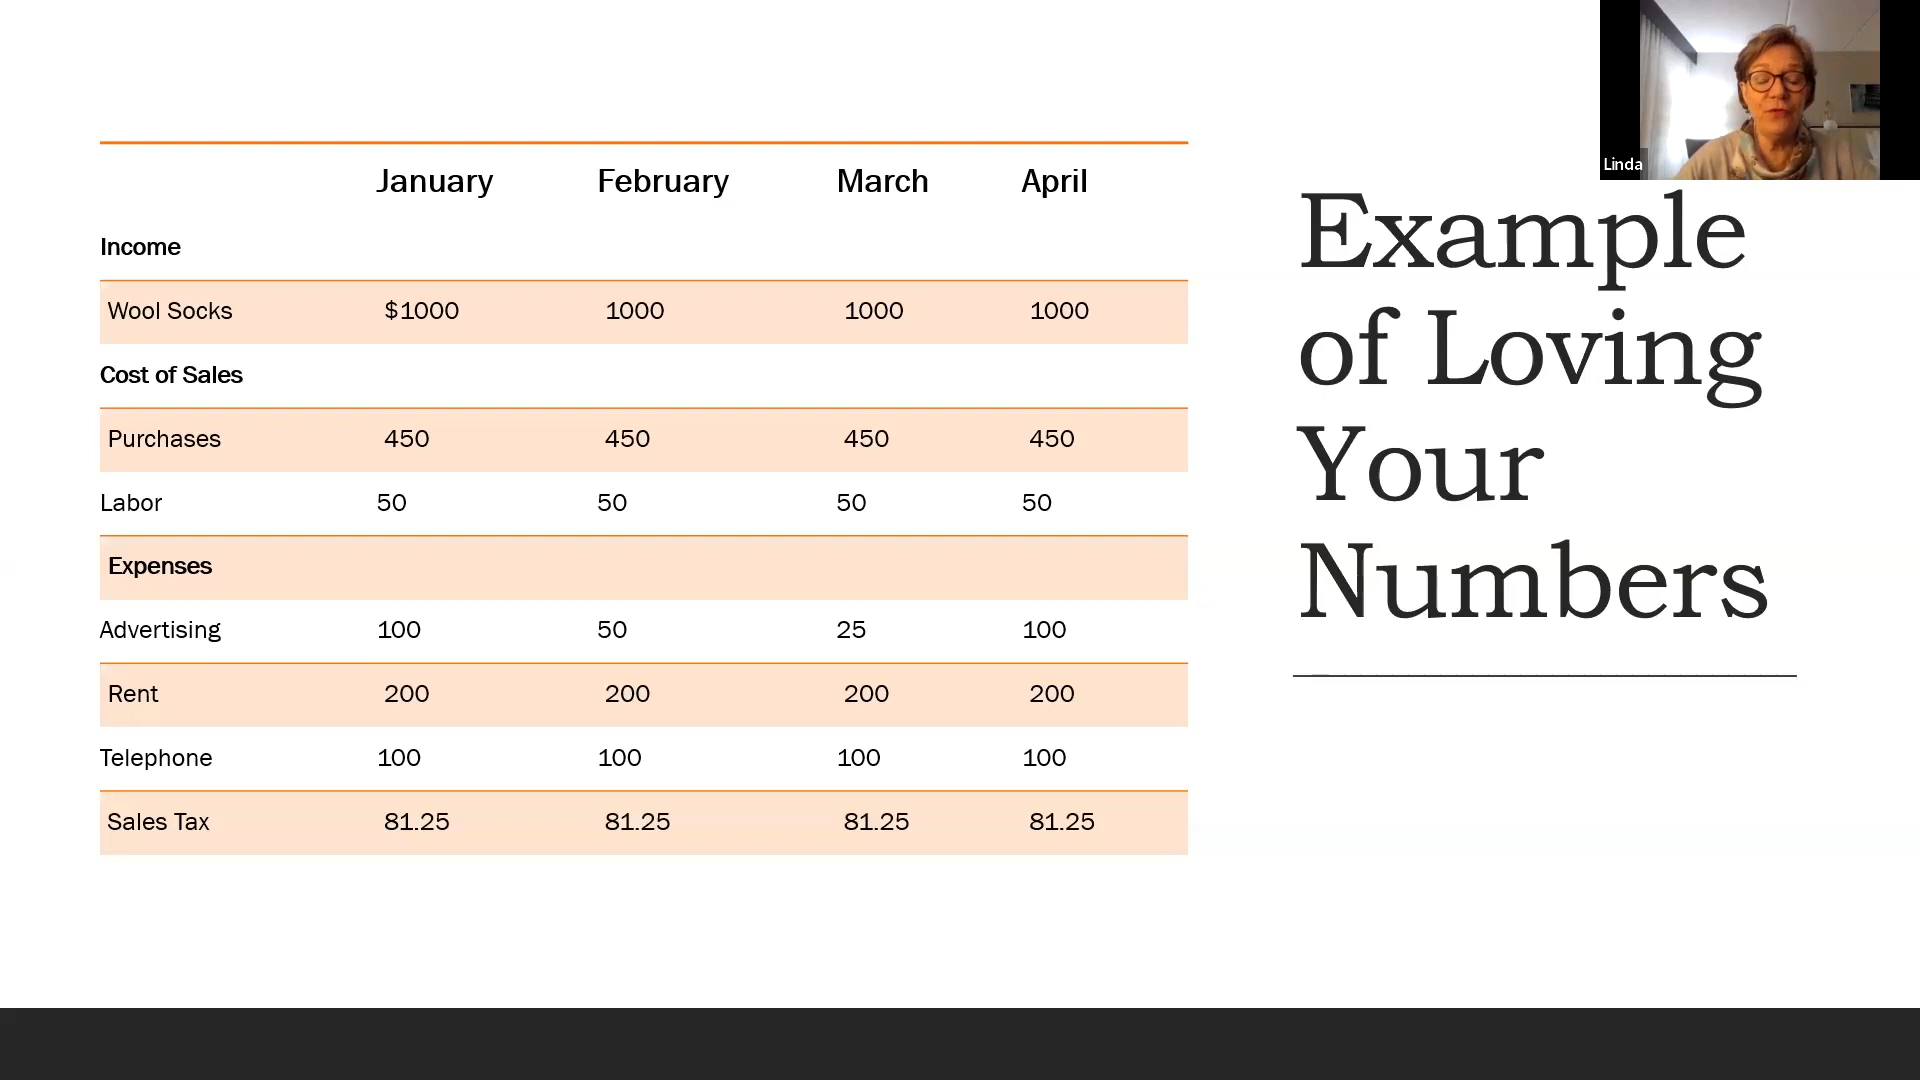 January February March April
Income
Wool Socks $1000 1000 1000 1000
Cost of Sales
Purchases 450 450 450 450
Labor 50 50 50 50
Expenses
Advertising 100 50 25 100
Rent 200 200 200 200
Telephone 100 100 100 100
Sales Tax 81.25 81.25 81.25 81.25
Linda
Example
of Loving
Your
Numbers